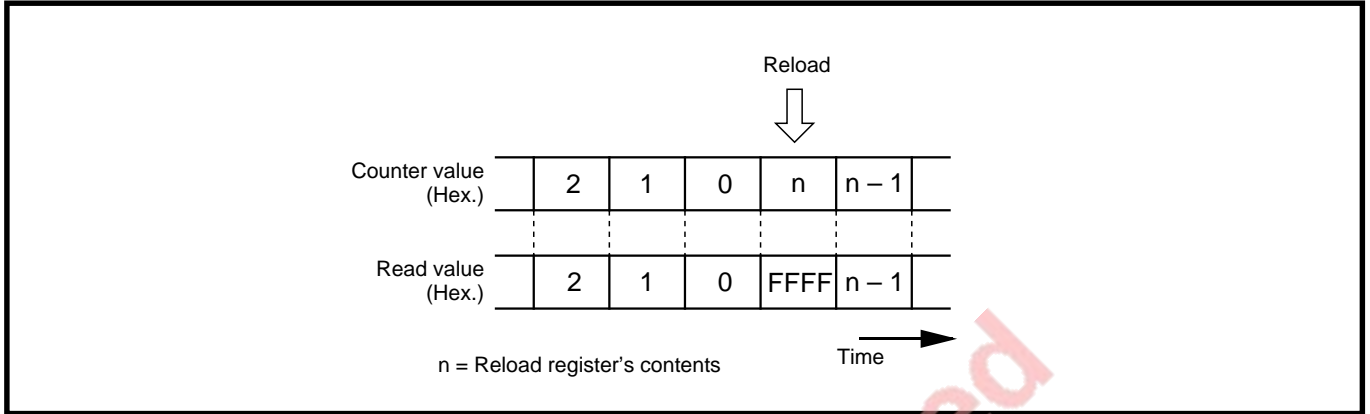 Reload
Counter value
(Hex.)
2 1 0 n n – 1
Read value
(Hex.)
2 1 0 FFFF n – 1
Time
n = Reload register’s contents